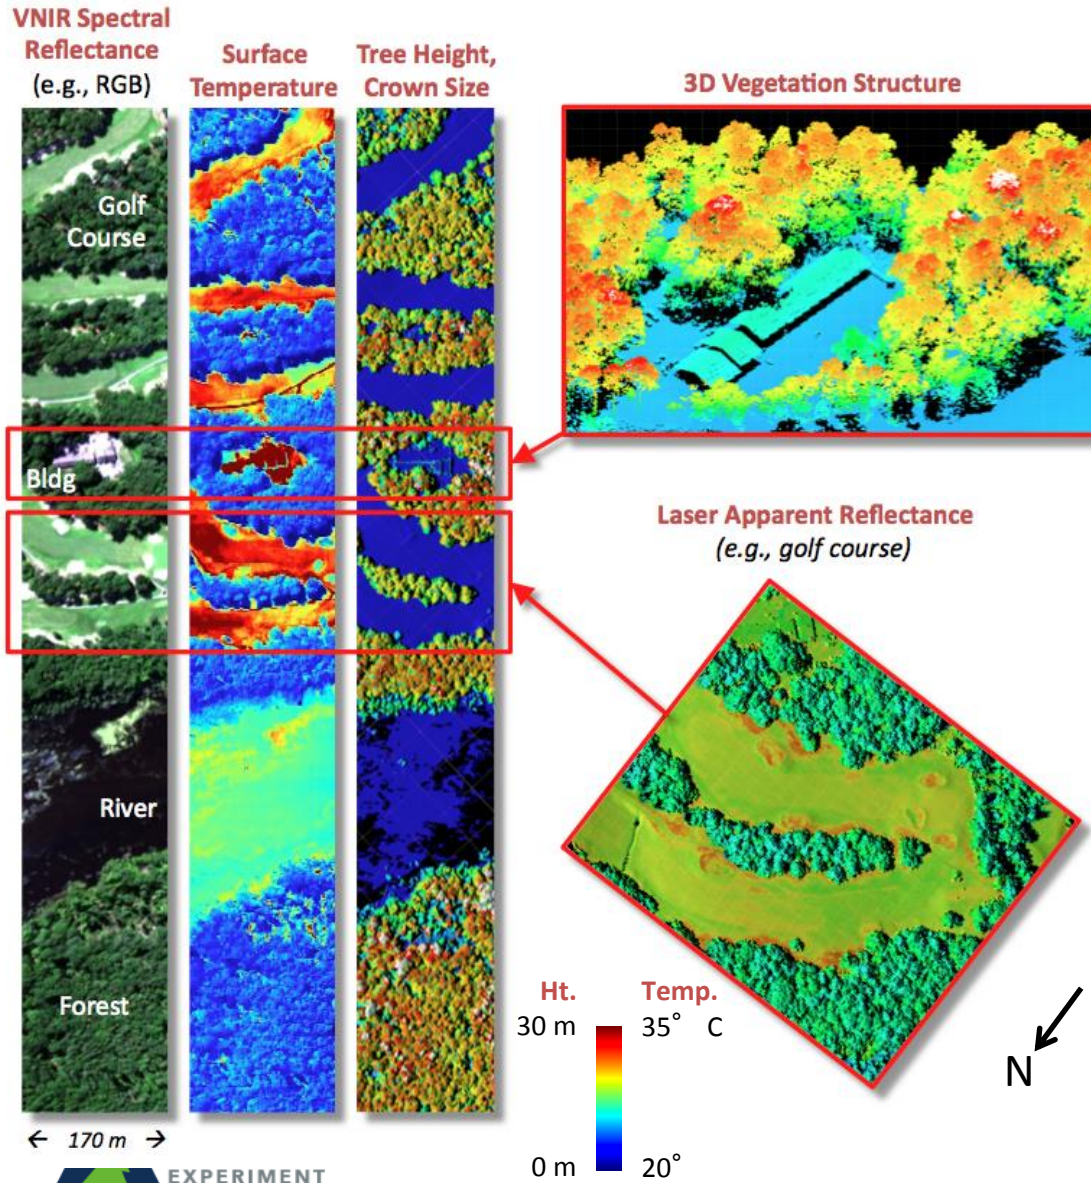 VNIR Spectral
Reflectance
(e.g., RGB)
Surface
Temperature
Tree Height,
Crown Size
3D Vegetation Structure
Golf
Course
Bldg
River
Forest
Laser Apparent Reflectance
(e.g., golf course)
Ht.
Temp.
30 m
35° C
0 m
20°
N
← 170 m →
EXPERIMENT